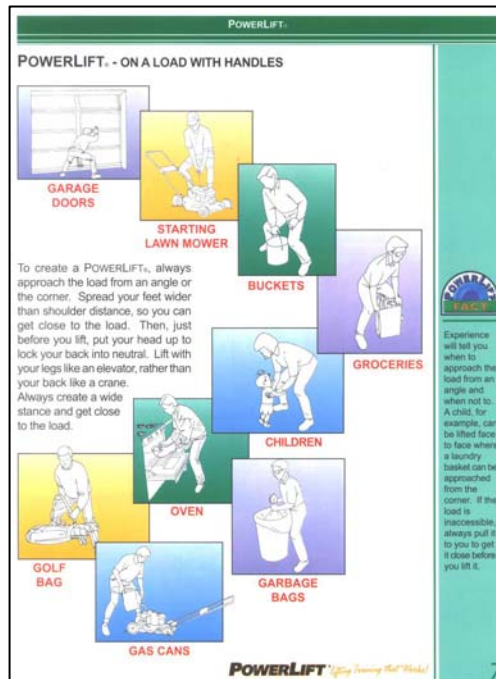 POWERLIFT®
POWERLIFT® - ON A LOAD WITH HANDLES
GARAGE
DOORS
STARTING
LAWN MOWER
BUCKETS
GROCERIES
To create a POWERLIFT®, always
approach the load from an angle or
the corner. Spread your feet wider
than shoulder distance, so you can
get close to the load. Then, just
before you lift, put your head up to
lock your back into neutral. Lift with
your legs like an elevator, rather than
your back like a crane.
Always create a wide
stance and get close
to the load.
CHILDREN
OVEN
GOLF
BAG
GARBAGE
BAGS
GAS CANS
POWERLIFT
FACT
Experience
will tell you
when to
approach the
load from an
angle and
when not to.
A child, for
example, can
be lifted face
to face where
a laundry
basket can be
approached
from the
corner. If the
load is
inaccessible,
always pull it
to you to get
it close before
you lift it.
POWERLIFT® Lifting Training that Works!
7